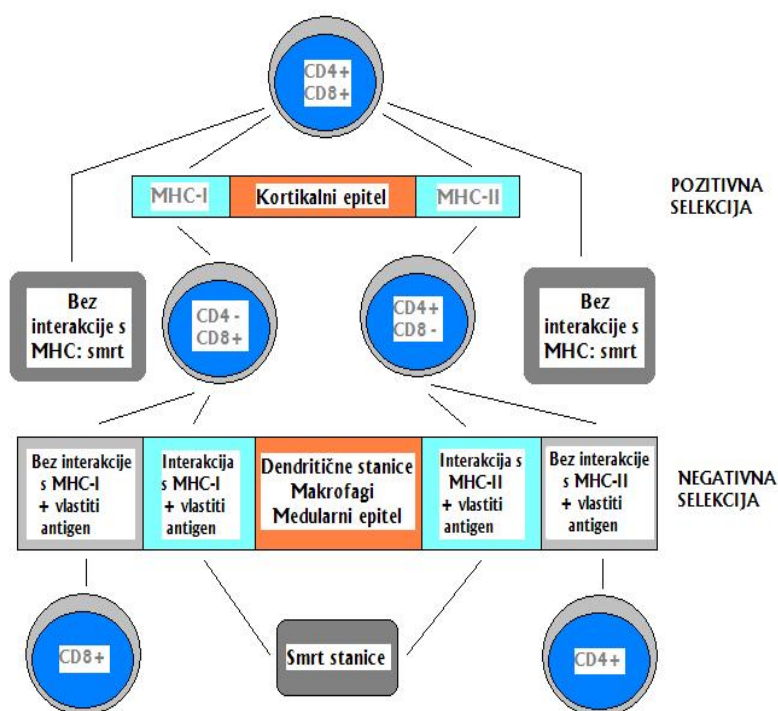 CD4+
CD8+
MHC-I
Kortikalni epitel
MHC-II
POZITIVNA
SELEKCIJA
Bez
interakcije s
MHC: smrt
CD4 -
CD8+
CD4+
CD8 -
Bez
interakcije s
MHC: smrt
Bez interakcije
s MHC-I
+ vlastiti
antigen
Interakcija
s MHC-I
+ vlastiti
antigen
Dendritične stanice
Makrofagi
Medularni epitel
Interakcija s
MHC-II
+ vlastiti
antigen
Bez interakcije
s MHC-II
+ vlastiti
antigen
NEGATIVNA
SELEKCIJA
CD8+
Smrt stanice
CD4+